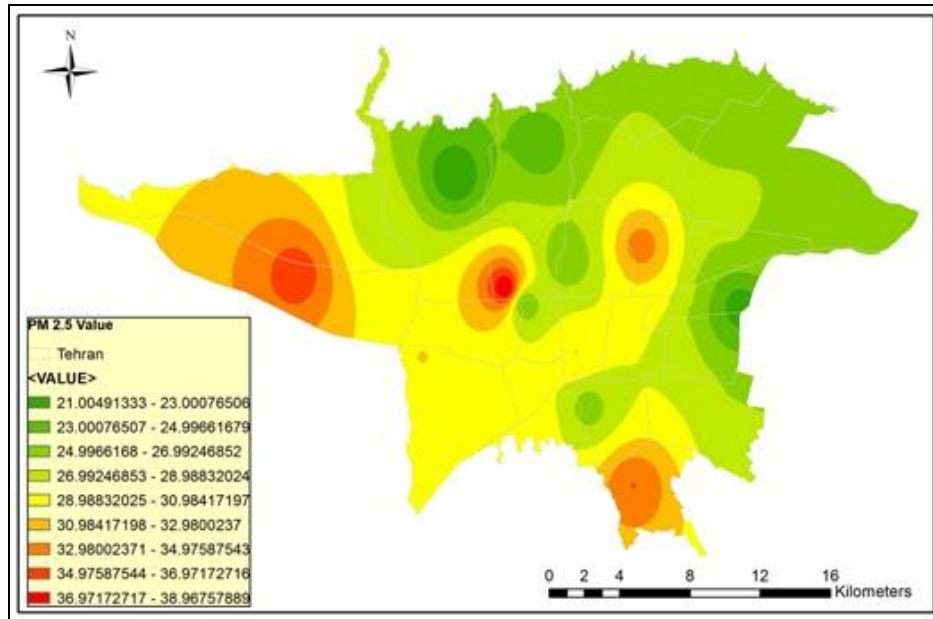 N
PM 2.5 Value
Tehran
<VALUE>
21.00491333 - 23.00076506
23.00076507 - 24.99661679
24.9966168 - 26.99246852
26.99246853 - 28.98832024
28.98832025 - 30.98417197
30.98417198 - 32.9800237
32.98002371 - 34.97587543
34.97587544 - 36.97172716
36.97172717 - 38.96757889
0 2 4 8 12 16
Kilometers